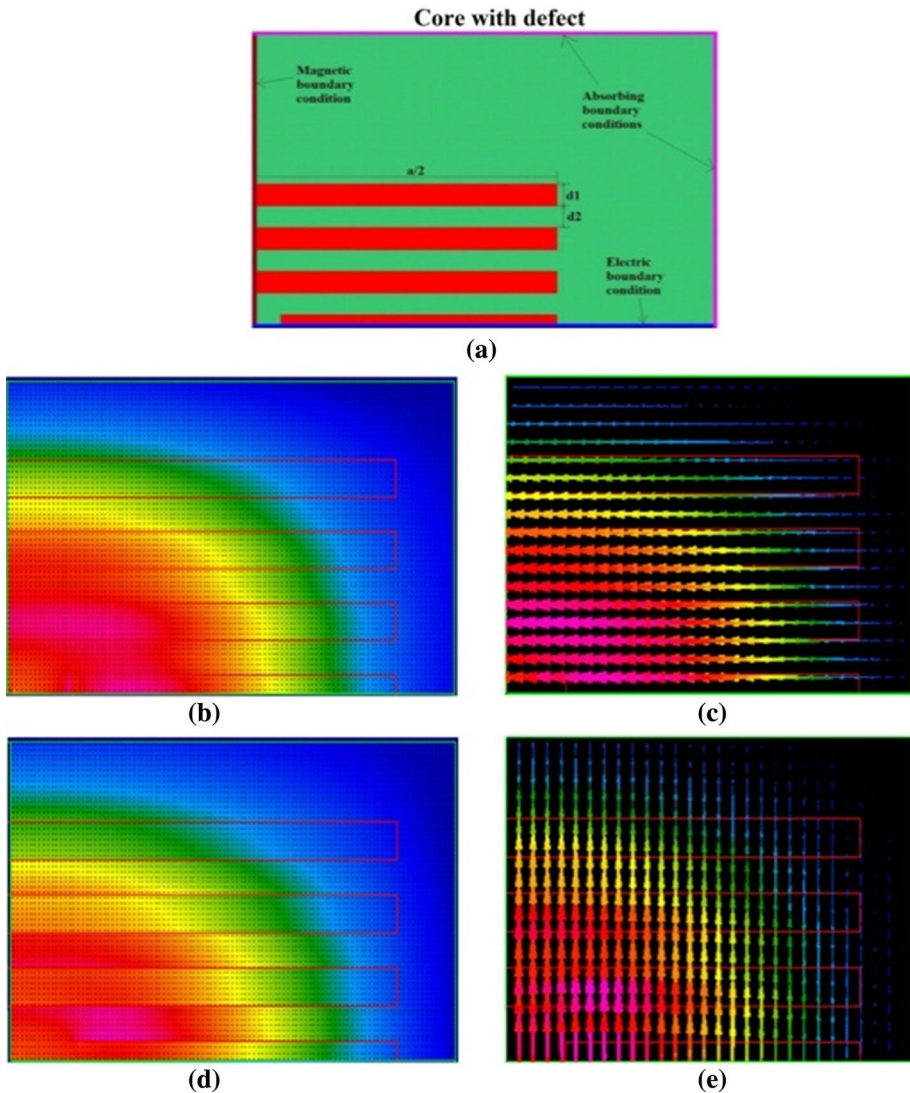 Core with defect
Magnetic
boundary
condition
Absorbing
boundary
conditions
a/2
d1
d2
Electric
boundary
condition
(a)
(b)
(c)
(d)
(e)